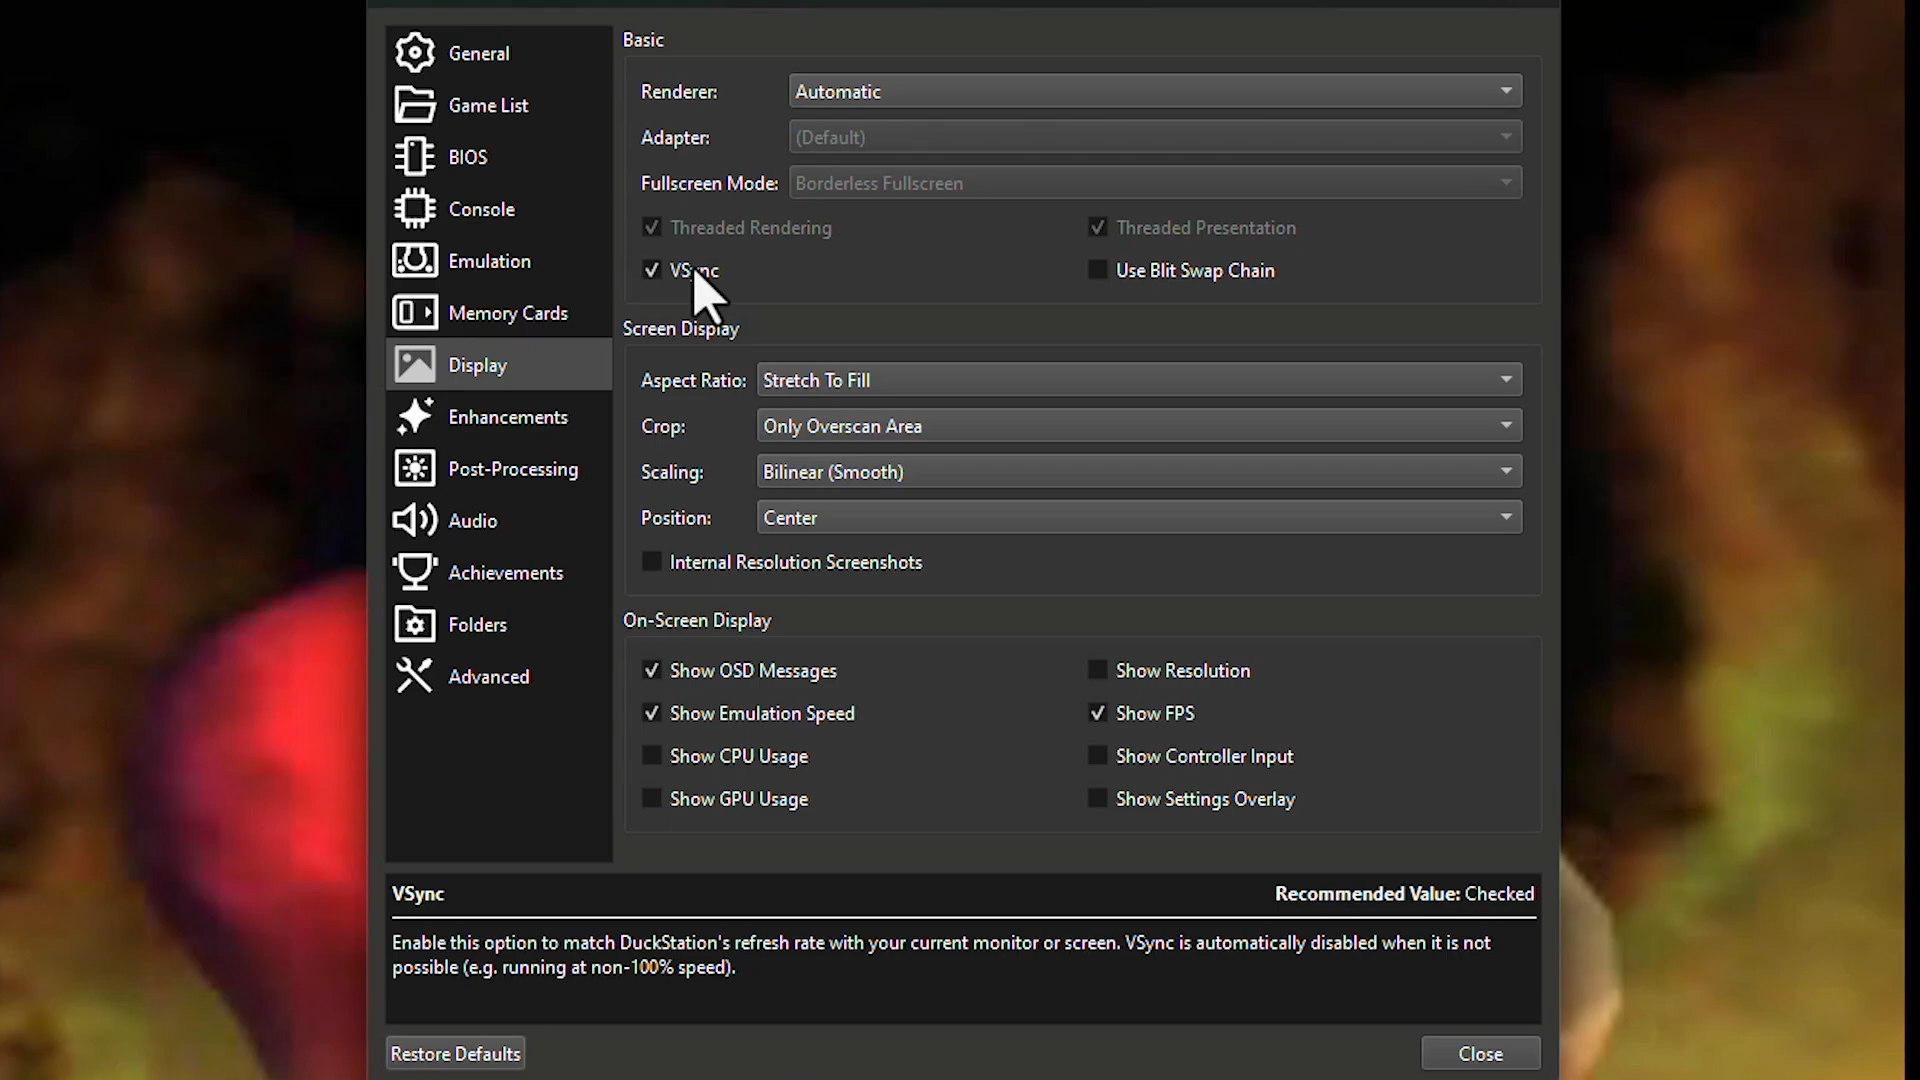 General
Game List
BIOS
Console
Emulation
Memory Cards
Display
Enhancements
Post-Processing
Audio
Achievements
Folders
Advanced
Basic
Renderer: Automatic
Adapter: (Default)
Fullscreen Mode: Borderless Fullscreen
Threaded Rendering Threaded Presentation
VSync Use Blit Swap Chain
Screen Display
Aspect Ratio: Stretch To Fill
Crop: Only Overscan Area
Scaling: Bilinear (Smooth)
Position: Center
Internal Resolution Screenshots
On-Screen Display
Show OSD Messages Show Resolution
Show Emulation Speed Show FPS
Show CPU Usage Show Controller Input
Show GPU Usage Show Settings Overlay
VSync Recommended Value: Checked
Enable this option to match DuckStation's refresh rate with your current monitor or screen. VSync is automatically disabled when it is not
possible (e.g. running at non-100% speed).
Restore Defaults Close